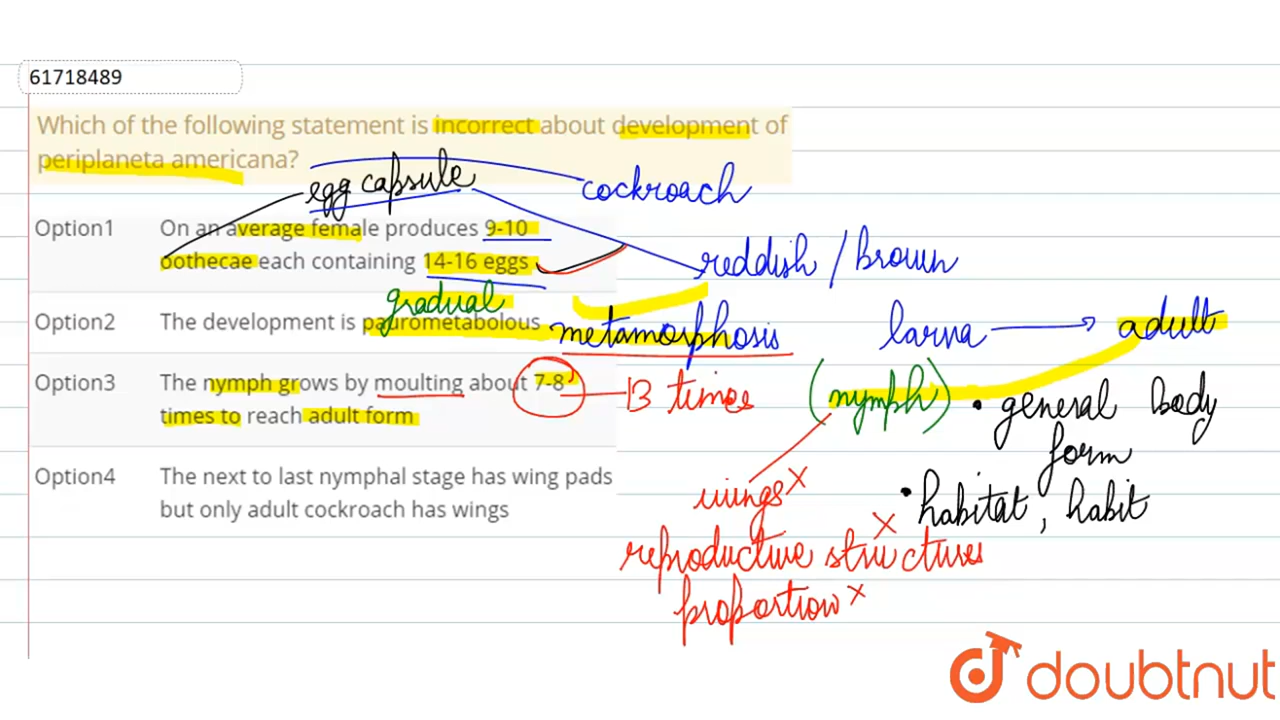 61718489
Which of the following statement is incorrect about development of
periplaneta americana?
egg capsule
cockroach
Option1 On an average female produces 9-10
oothecae each containing 14-16 eggs
reddish / brown
gradual
Option2 The development is paurometabolous
metamorphosis
larva adult
Option3 The nymph grows by moulting about 7-8
times to reach adult form
13 times
(nymph)
• general body
form
Option4 The next to last nymphal stage has wing pads
but only adult cockroach has wings
wings x
• habitat, habit
reproductive structures x
proportion x
doubtnut